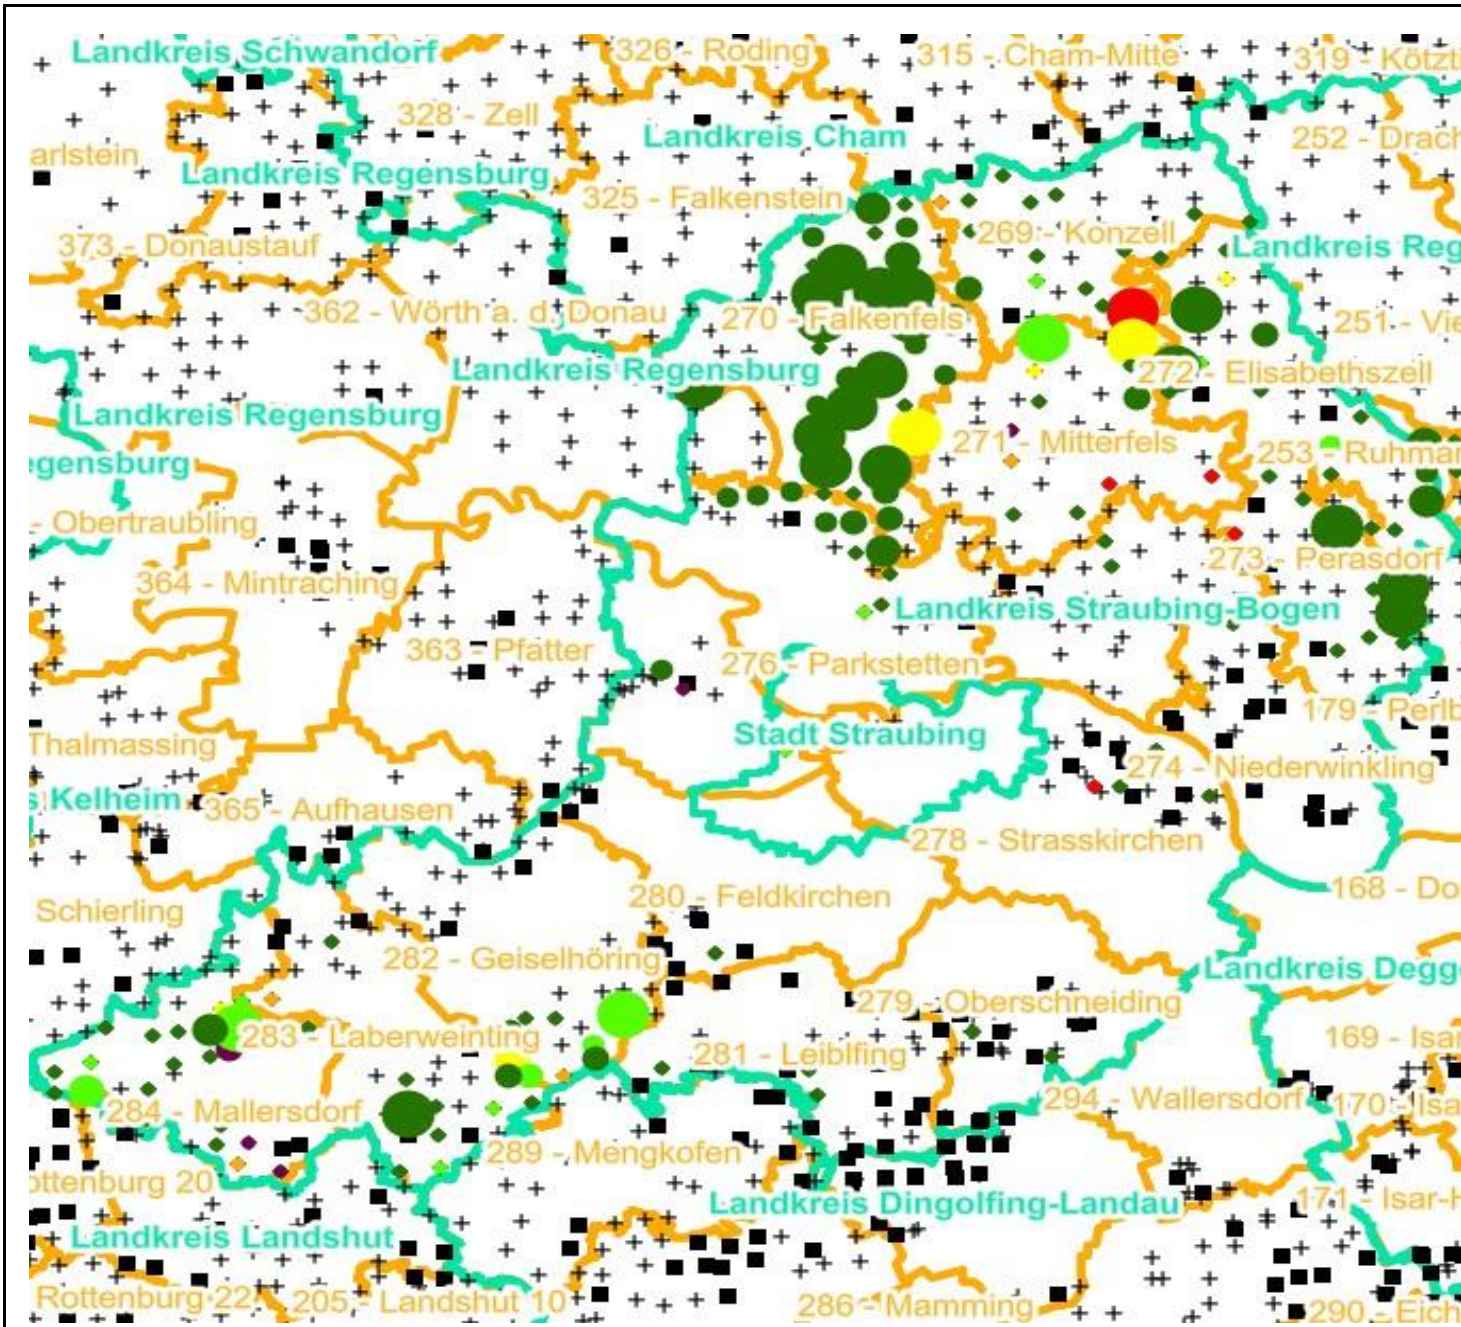 Landkreis Schwandorf
326 - Roding
315 - Cham-Mitte
319 - Kötzti
328 - Zell
Landkreis Cham
252 - Drach
arlstein
Landkreis Regensburg
325 - Falkenstein
269 - Konzell
373 - Donaustauf
Landkreis Reg
362 - Wörth a. d. Donau
270 - Falkenfels
251 - Vie
Landkreis Regensburg
272 - Elisabethszell
Landkreis Regensburg
271 - Mitterfels
253 - Ruhmar
egensburg
- Obertraubling
273 - Perasdorf
364 - Mintraching
Landkreis Straubing-Bogen
363 - Pfatter
276 - Parkstetten
179 - Perlb
Thalmassing
Stadt Straubing
274 - Niederwinkling
s Kelheim
365 - Aufhausen
278 - Strasskirchen
280 - Feldkirchen
168 - Do
Schierling
282 - Geiselhöring
Landkreis Degge
279 - Oberschneiding
283 - Laberweinting
169 - Isar
281 - Leiblfing
284 - Mallersdorf
294 - Wallersdorf
170 - Isa
289 - Mengkofen
ottenburg 20
Landkreis Dingolfing-Landau
171 - Isar-H
Landkreis Landshut
Rottenburg 22
205 - Landshut 10
286 - Mamming
290 - Eich